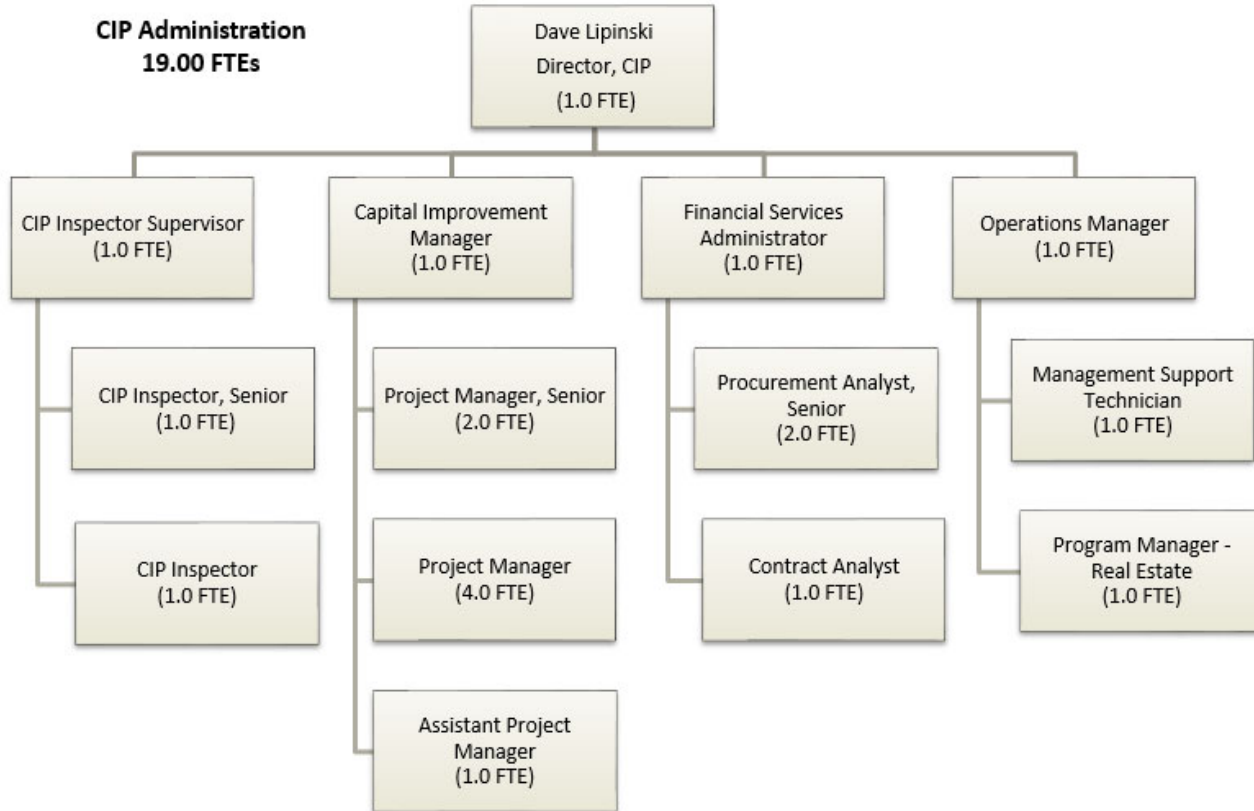 CIP Administration
19.00 FTEs
Dave Lipinski
Director, CIP
(1.0 FTE)
CIP Inspector Supervisor
(1.0 FTE)
Capital Improvement
Manager
(1.0 FTE)
Financial Services
Administrator
(1.0 FTE)
Operations Manager
(1.0 FTE)
CIP Inspector, Senior
(1.0 FTE)
CIP Inspector
(1.0 FTE)
Project Manager, Senior
(2.0 FTE)
Project Manager
(4.0 FTE)
Assistant Project
Manager
(1.0 FTE)
Procurement Analyst,
Senior
(2.0 FTE)
Contract Analyst
(1.0 FTE)
Management Support
Technician
(1.0 FTE)
Program Manager -
Real Estate
(1.0 FTE)